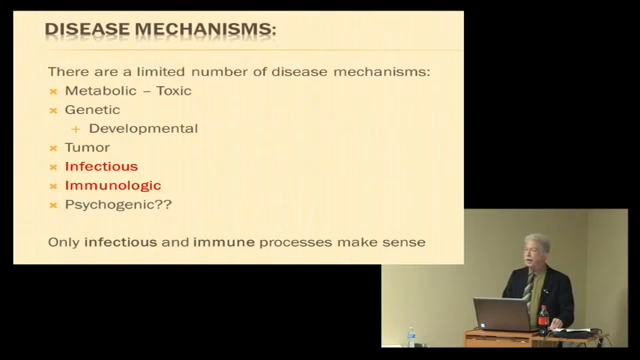 DISEASE MECHANISMS:
There are a limited number of disease mechanisms:
Metabolic – Toxic
Genetic
Developmental
Tumor
Infectious
Immunologic
Psychogenic??
Only infectious and immune processes make sense